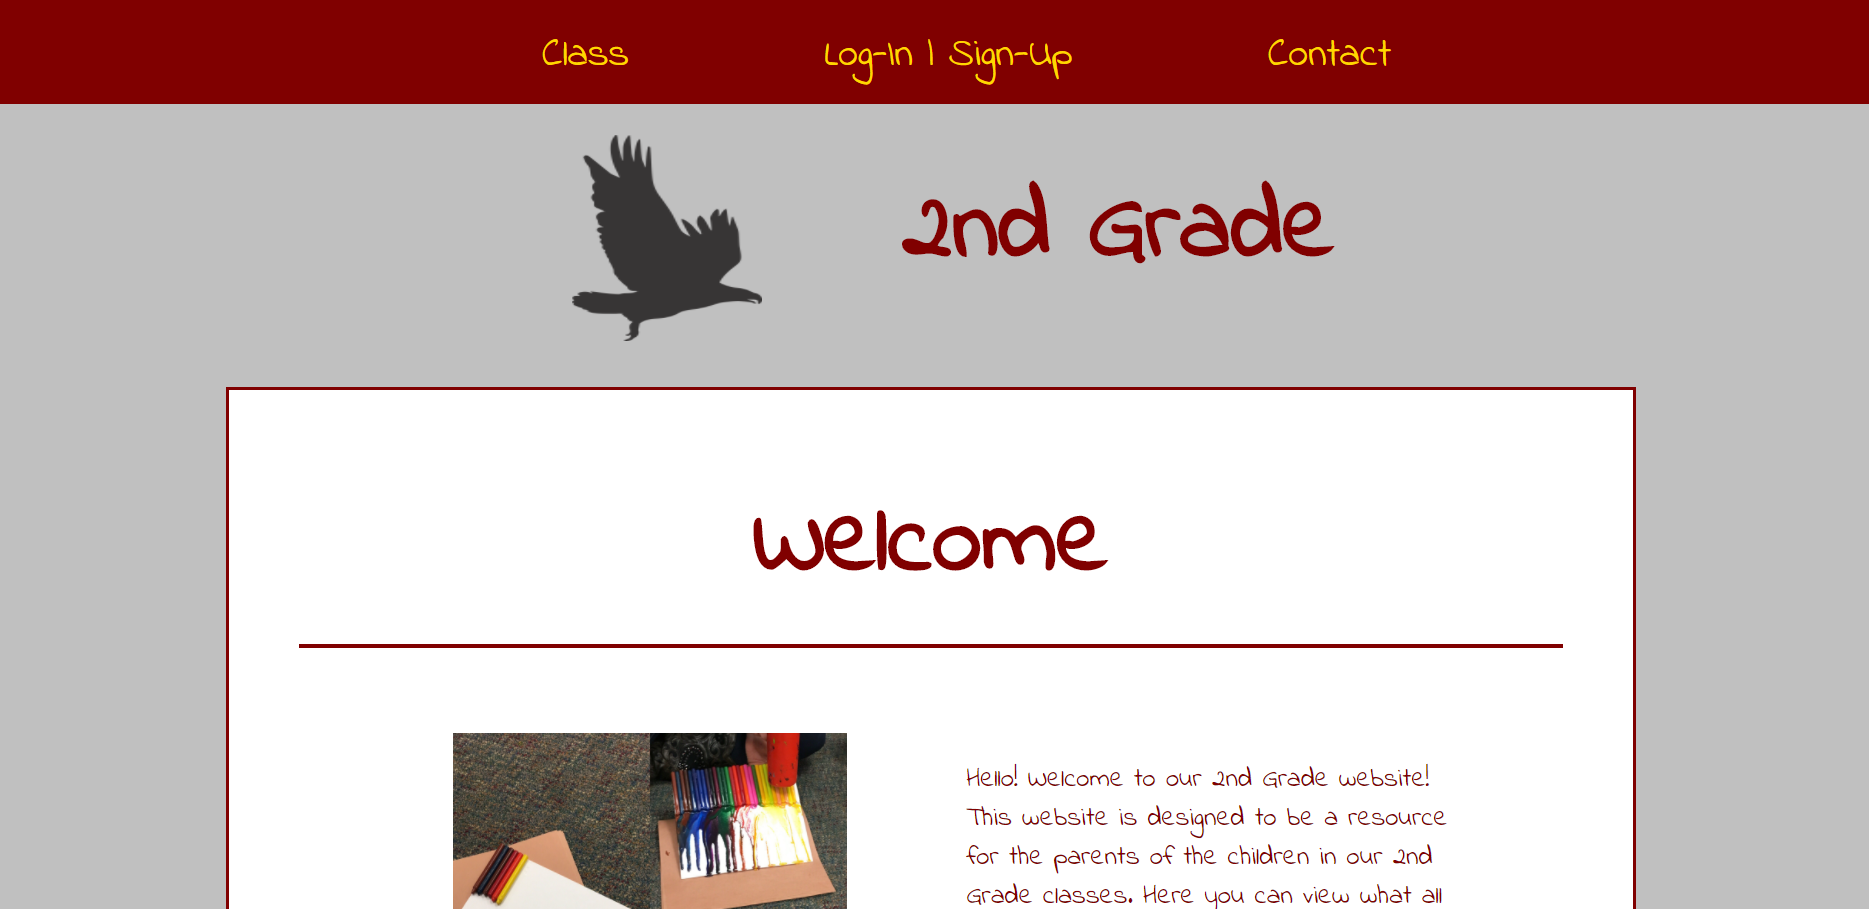 Class
Log-In | Sign-Up
Contact
2nd Grade
Welcome
Hello! Welcome to our 2nd Grade website!
This website is designed to be a resource
for the parents of the children in our 2nd
Grade classes. Here you can view what all